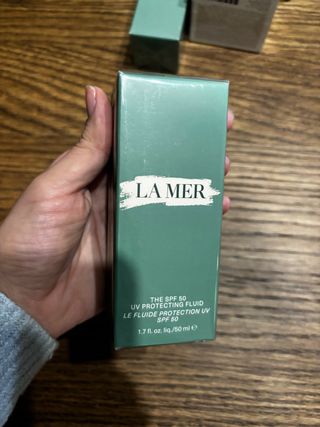 LA MER
THE SPF 50
UV PROTECTING FLUID
LE FLUIDE PROTECTION UV
SPF 50
1.7 fl. oz. liq./50 ml ℮